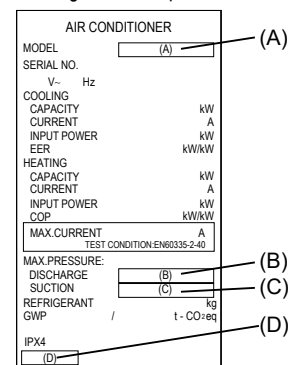 AIR CONDITIONER
MODEL (A) (A)
SERIAL NO.
V~ Hz
COOLING
CAPACITY kW
CURRENT A
INPUT POWER kW
EER kW/kW
HEATING
CAPACITY kW
CURRENT A
INPUT POWER kW
COP kW/kW
MAX.CURRENT A
TEST CONDITION:EN60335-2-40
MAX.PRESSURE:
DISCHARGE (B) (B)
SUCTION (C) (C)
REFRIGERANT kg
GWP / t - CO2eq
(D)
IPX4
(D)